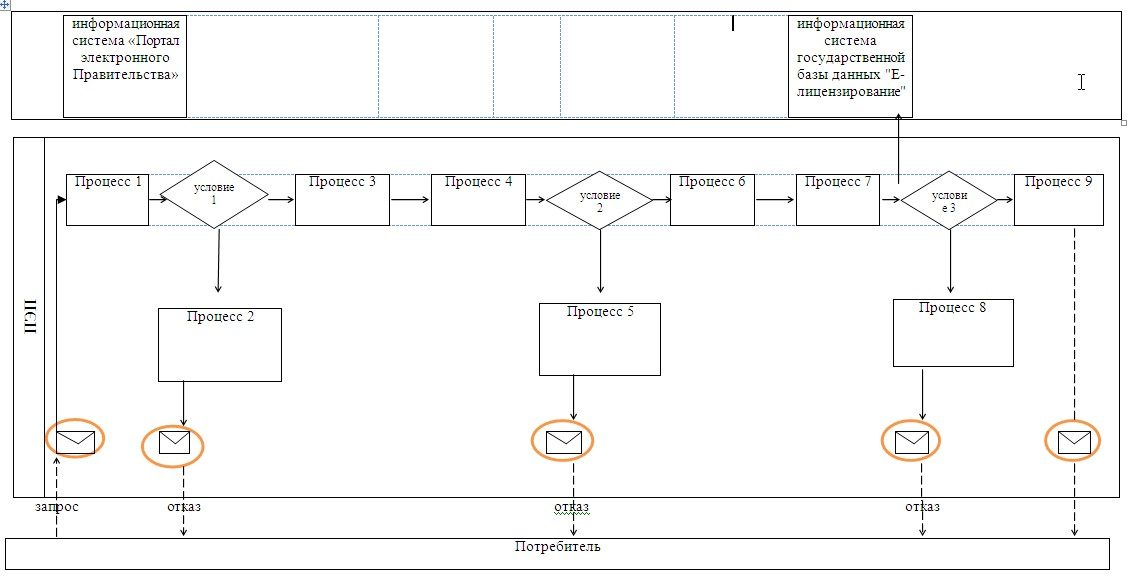 информационная
система «Портал
электронного
Правительства»
информационная
система
государственной
базы данных "Е-
лицензирование"
Процесс 1
условие
1
Процесс 3
Процесс 4
условие
2
Процесс 6
Процесс 7
услови
е 3
Процесс 9
ПЭП
Процесс 2
Процесс 5
Процесс 8
запрос
отказ
отказ
отказ
Потребитель